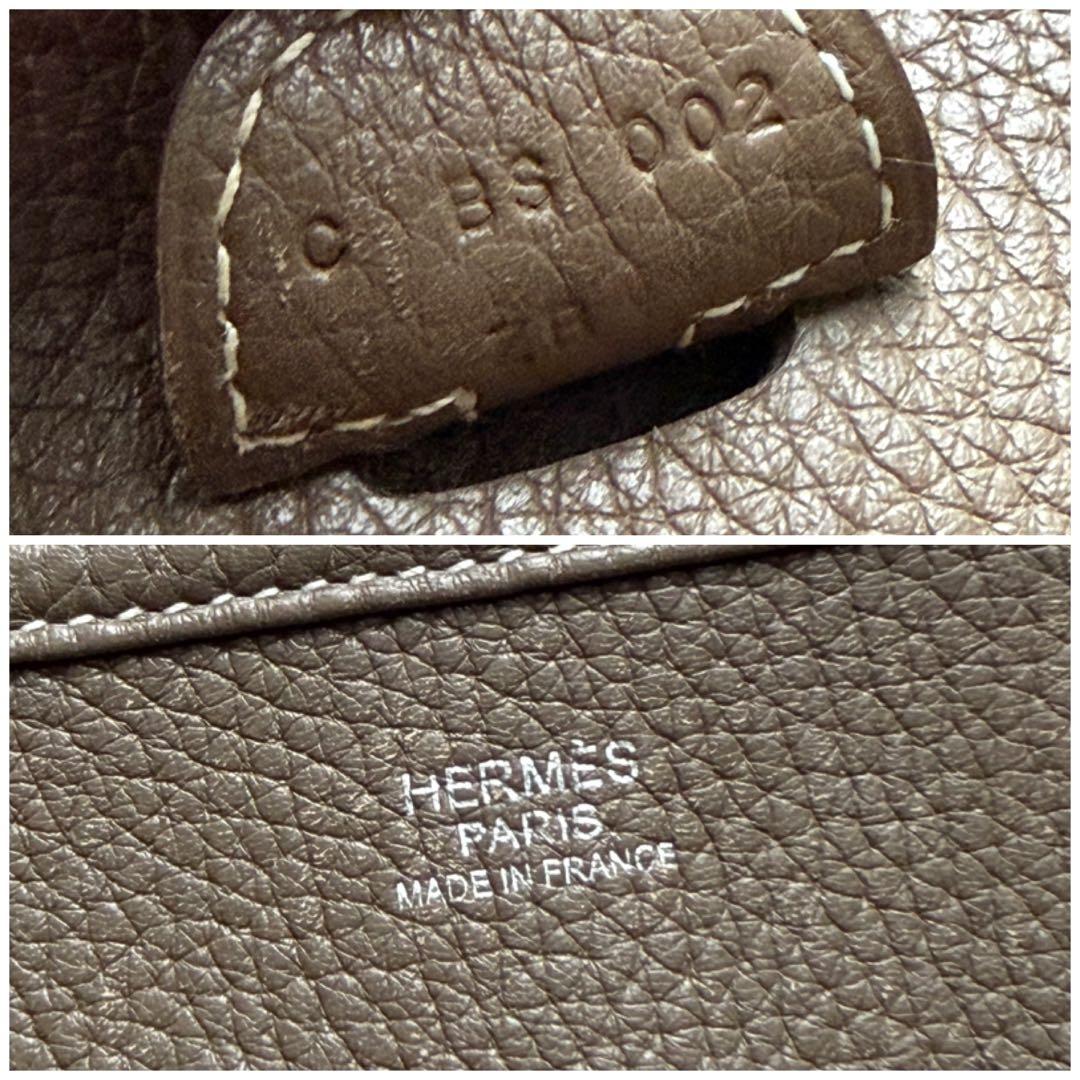 C BS 002
HERMÈS
PARIS
MADE IN FRANCE